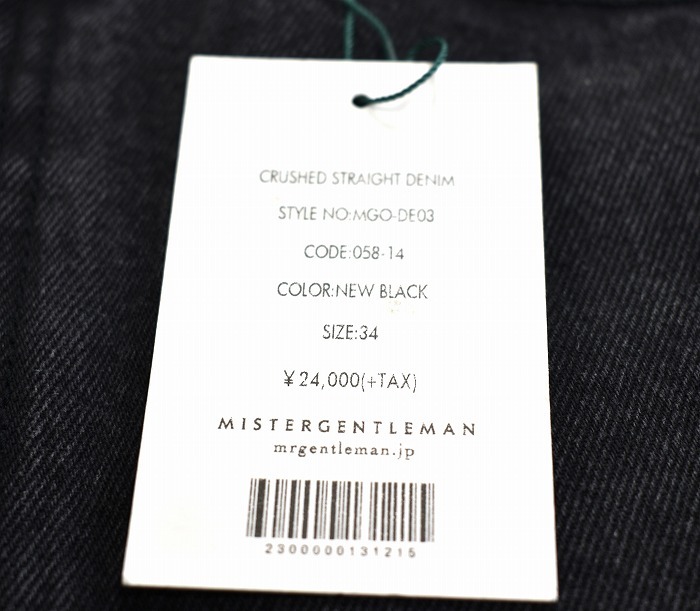 CRUSHED STRAIGHT DENIM
STYLE NO:MGO-DE03
CODE:058-14
COLOR:NEW BLACK
SIZE:34
¥24,000(+TAX)
MISTERGENTLEMAN
mrgentleman.jp
2300000131215